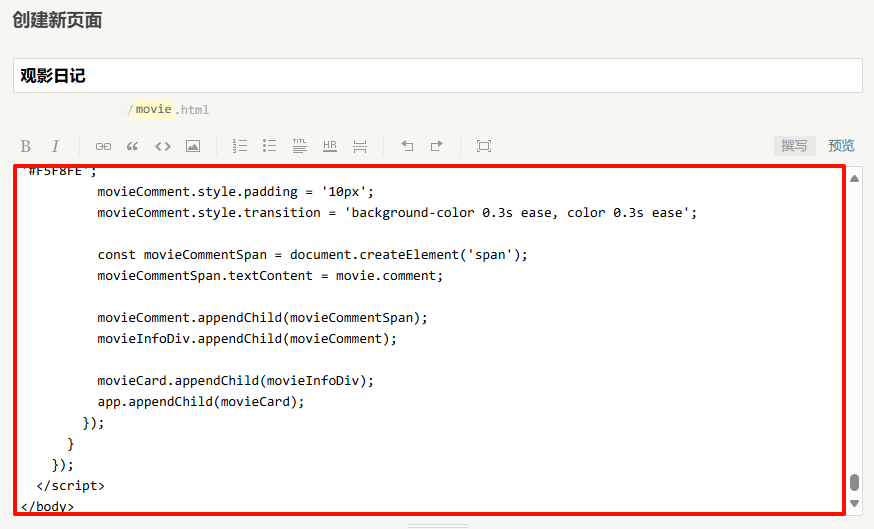 创建新页面
观影日记
/movie.html
B I TITL HR 撰写 预览
'#F5F8FE';
movieComment.style.padding = '10px';
movieComment.style.transition = 'background-color 0.3s ease, color 0.3s ease';
const movieCommentSpan = document.createElement('span');
movieCommentSpan.textContent = movie.comment;
movieComment.appendChild(movieCommentSpan);
movieInfoDiv.appendChild(movieComment);
movieCard.appendChild(movieInfoDiv);
app.appendChild(movieCard);
});
}
});
</script>
</body>